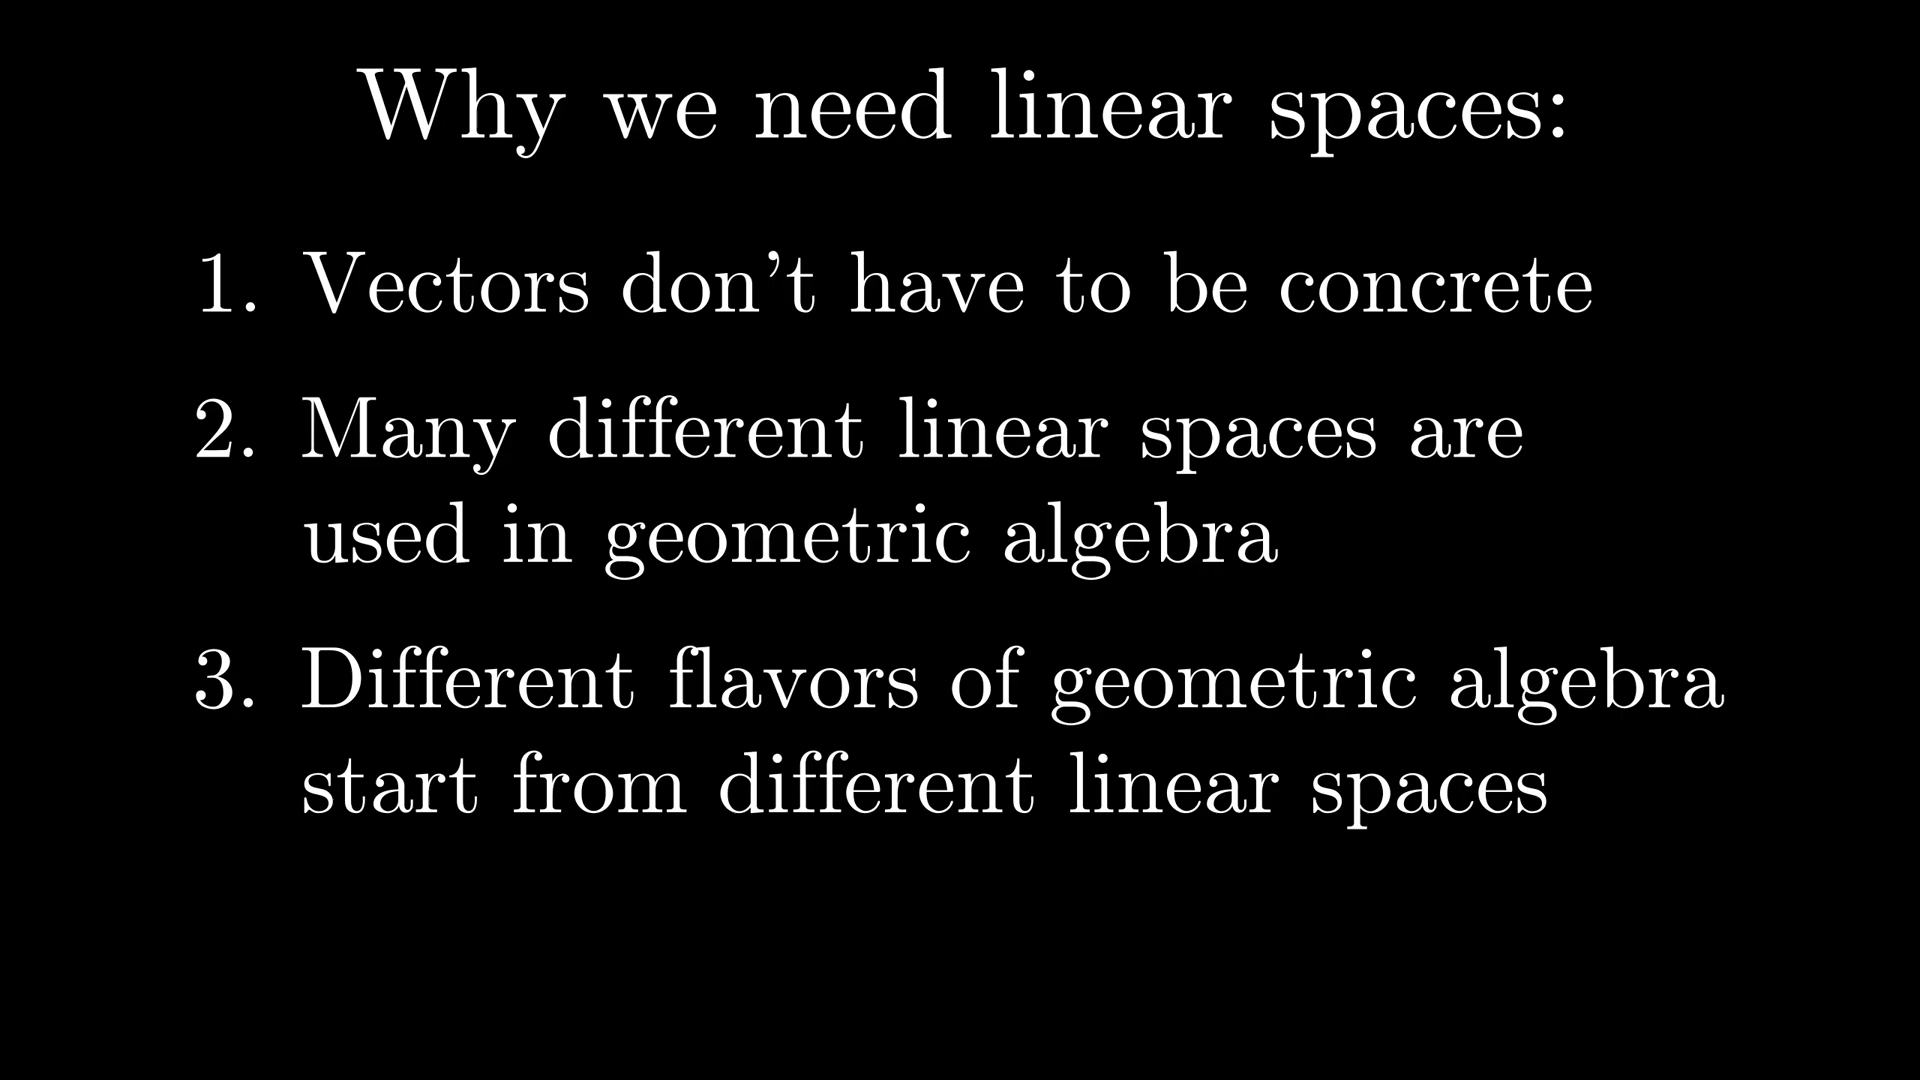 Why we need linear spaces:
1. Vectors don't have to be concrete
2. Many different linear spaces are
used in geometric algebra
3. Different flavors of geometric algebra
start from different linear spaces